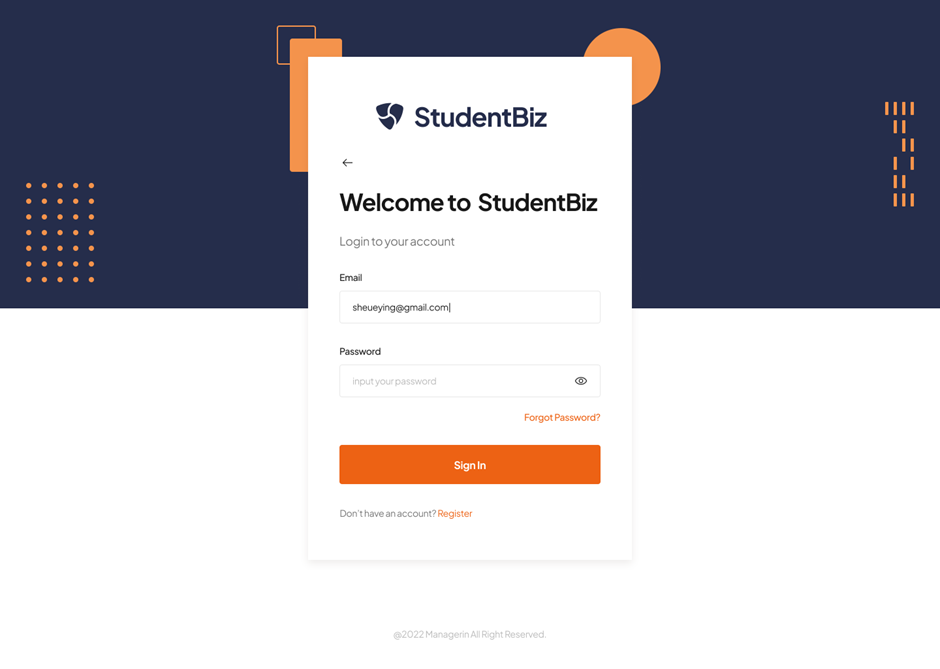 StudentBiz
Welcome to StudentBiz
Login to your account
Email
sheueying@gmail.com
Password
input your password
Forgot Password?
Sign In
Don't have an account? Register
@2022 Managerin All Right Reserved.